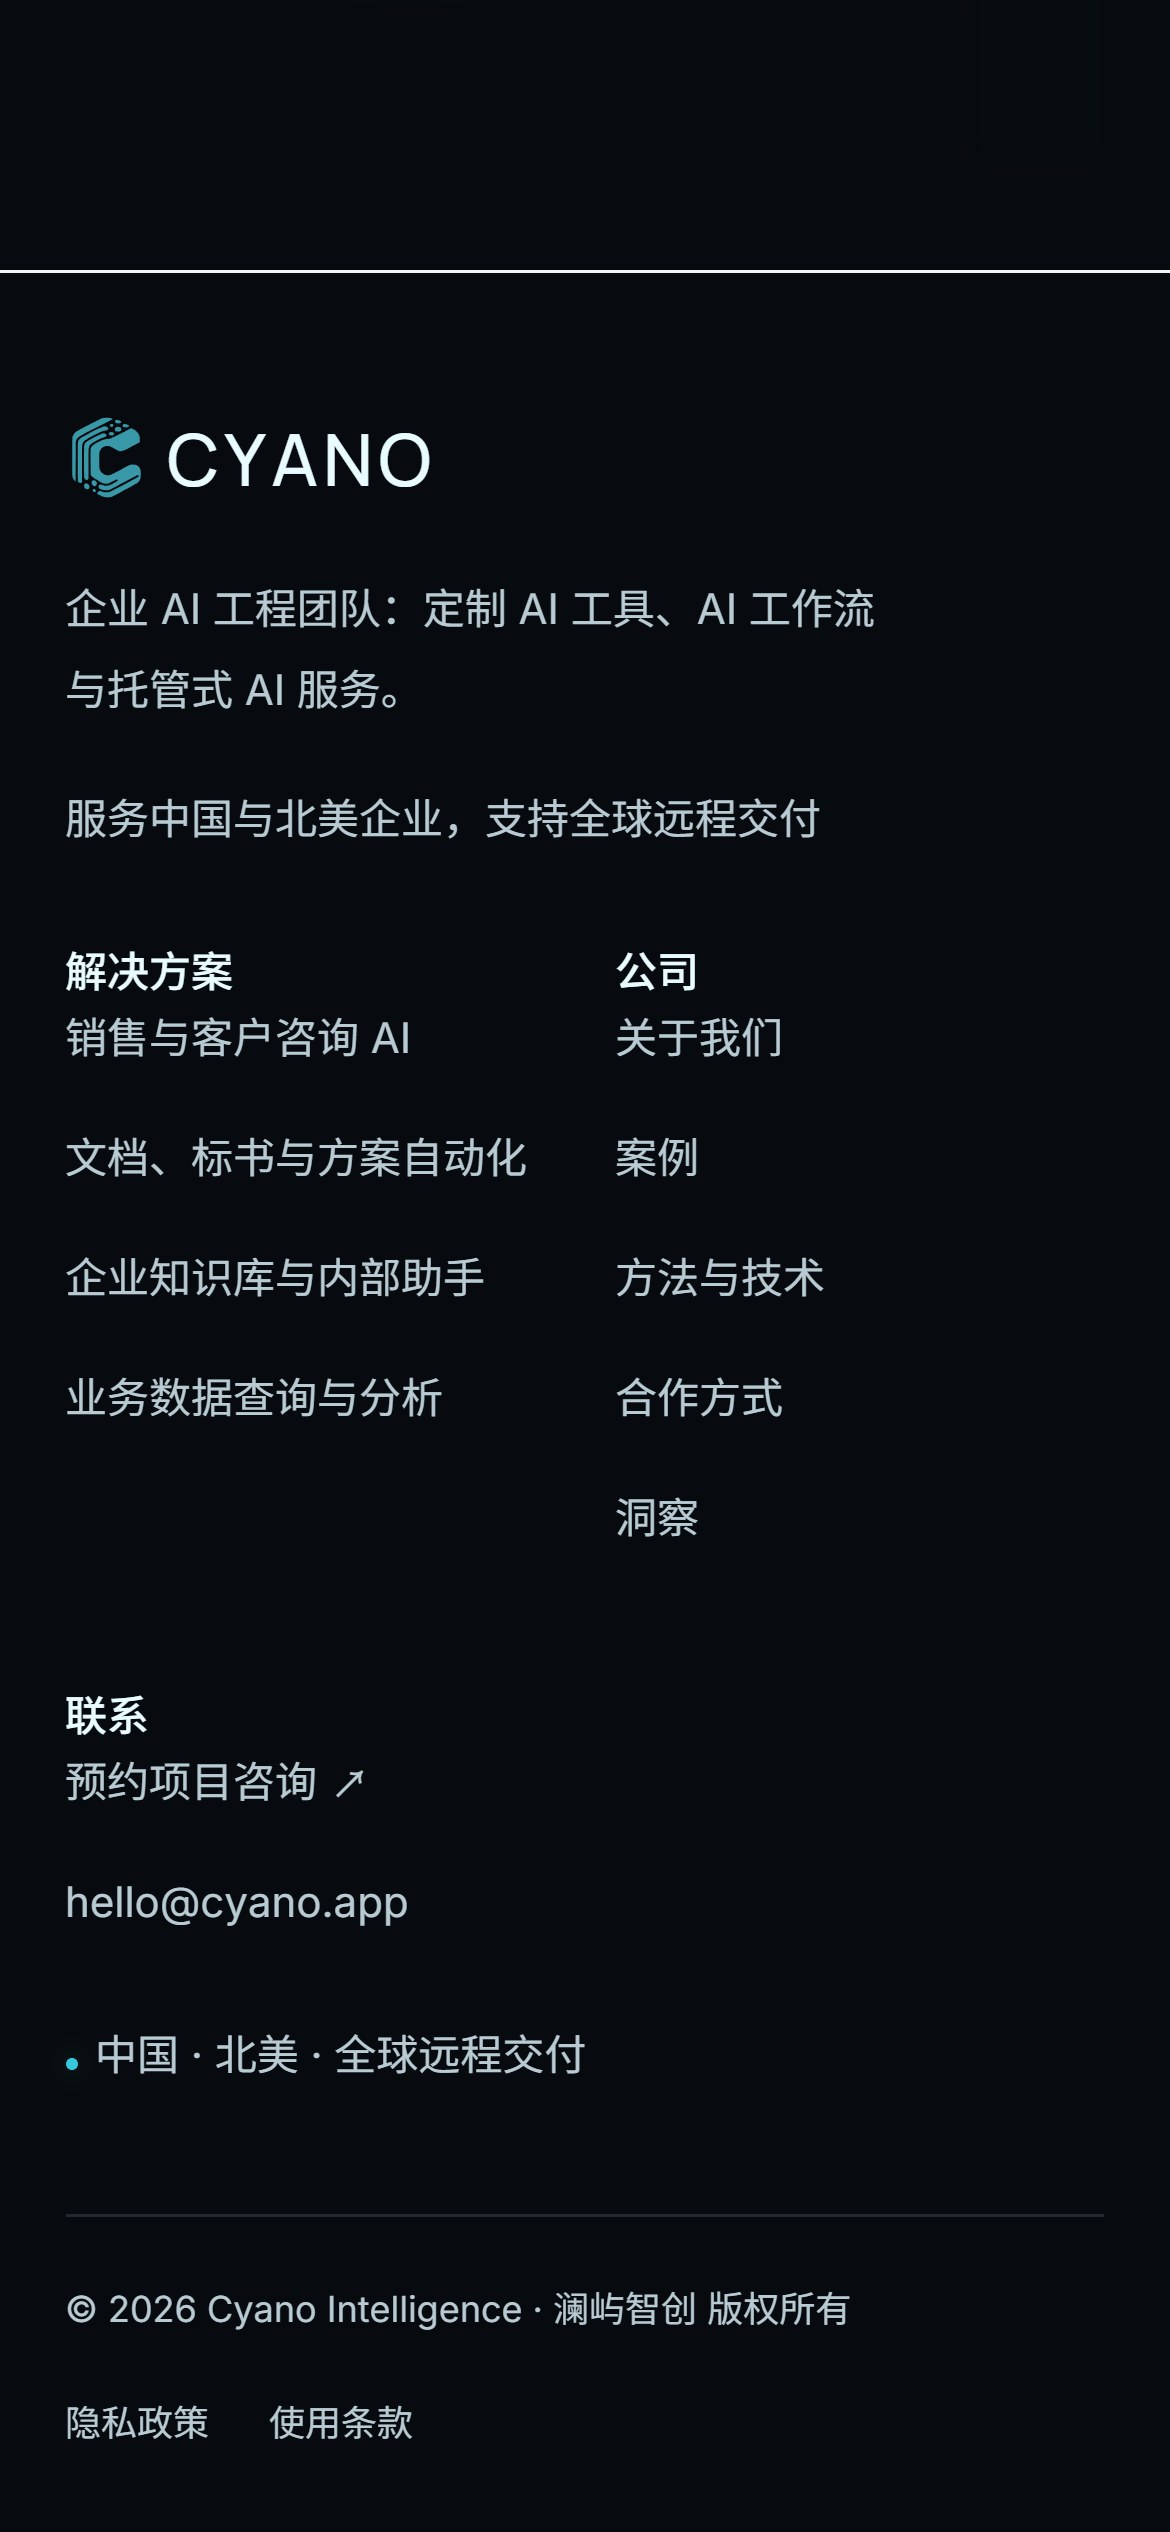 CYANO
企业 AI 工程团队：定制 AI 工具、AI 工作流
与托管式 AI 服务。
服务中国与北美企业，支持全球远程交付
解决方案
销售与客户咨询 AI
文档、标书与方案自动化
企业知识库与内部助手
业务数据查询与分析
公司
关于我们
案例
方法与技术
合作方式
洞察
联系
预约项目咨询 ↗
hello@cyano.app
中国 · 北美 · 全球远程交付
© 2026 Cyano Intelligence · 澜屿智创 版权所有
隐私政策 使用条款